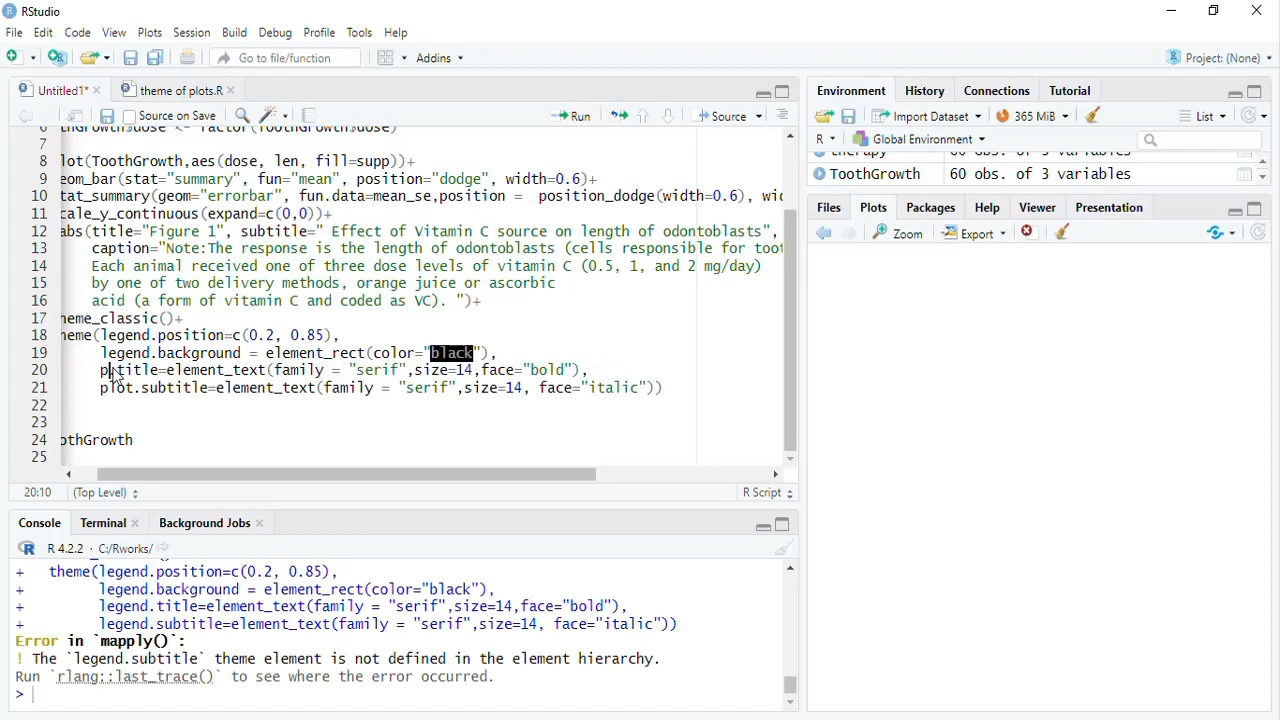 RStudio
File Edit Code View Plots Session Build Debug Profile Tools Help
Go to file/function Addins Project: (None)
Untitled1* theme of plots.R
Source on Save Run Source
7
8 lot(ToothGrowth,aes(dose, len, fill=supp))+
9 eom_bar(stat="summary", fun="mean", position="dodge", width=0.6)+
10 tat_summary(geom="errorbar", fun.data=mean_se,position = position_dodge(width=0.6), wi
11 cale_y_continuous(expand=c(0,0))+
12 abs(title="Figure 1", subtitle=" Effect of Vitamin C source on length of odontoblasts",
13 caption="Note:The response is the length of odontoblasts (cells responsible for toot
14 Each animal received one of three dose levels of vitamin C (0.5, 1, and 2 mg/day)
15 by one of two delivery methods, orange juice or ascorbic
16 acid (a form of vitamin C and coded as VC). ")+
17 heme_classic()+
18 heme(legend.position=c(0.2, 0.85),
19 legend.background = element_rect(color="black"),
20 pltitle=element_text(family = "serif",size=14,face="bold"),
21 plot.subtitle=element_text(family = "serif",size=14, face="italic"))
22
23
24 othGrowth
25
20:10 (Top Level) R Script
Console Terminal Background Jobs
R 4.2.2 · C:/Rworks/
+ theme(legend.position=c(0.2, 0.85),
+ legend.background = element_rect(color="black"),
+ legend.title=element_text(family = "serif",size=14,face="bold"),
+ legend.subtitle=element_text(family = "serif",size=14, face="italic"))
Error in `mapply()`:
! The `legend.subtitle` theme element is not defined in the element hierarchy.
Run `rlang::last_trace()` to see where the error occurred.
>
Environment History Connections Tutorial
Import Dataset 365 MiB List
R Global Environment
therapy 60 obs. of 3 variables
ToothGrowth 60 obs. of 3 variables
Files Plots Packages Help Viewer Presentation
Zoom Export